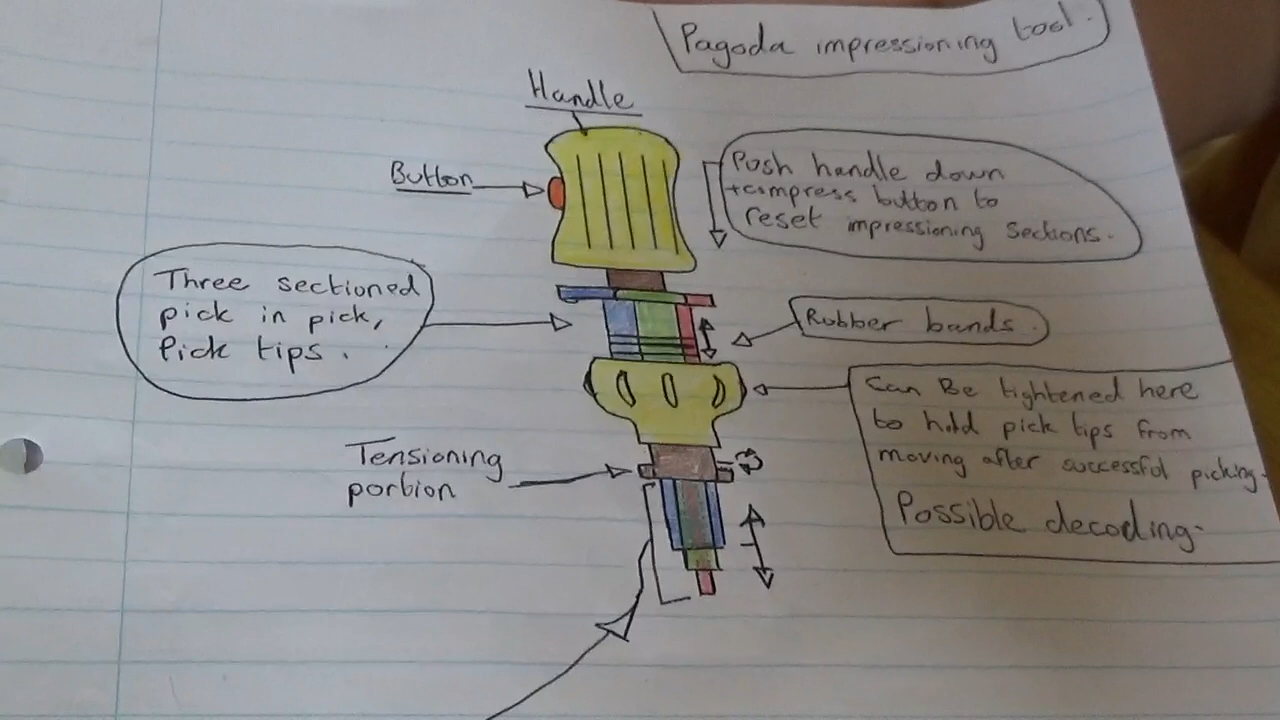 Pagoda impressioning tool.
Handle
Button
Push handle down
+compress button to
reset impressioning sections.
Three sectioned
pick in pick,
Pick tips.
Rubber bands.
Can Be tightened here
to hold pick tips from
moving after successful picking.
Possible decoding.
Tensioning
portion